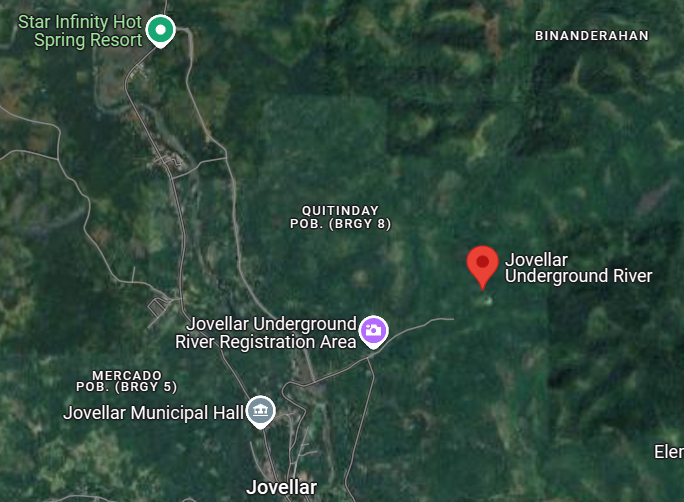 Star Infinity Hot
Spring Resort
BINANDERAHAN
QUITINDAY
POB. (BRGY 8)
Jovellar
Underground River
Jovellar Underground
River Registration Area
MERCADO
POB. (BRGY 5)
Jovellar Municipal Hall
Eler
Jovellar